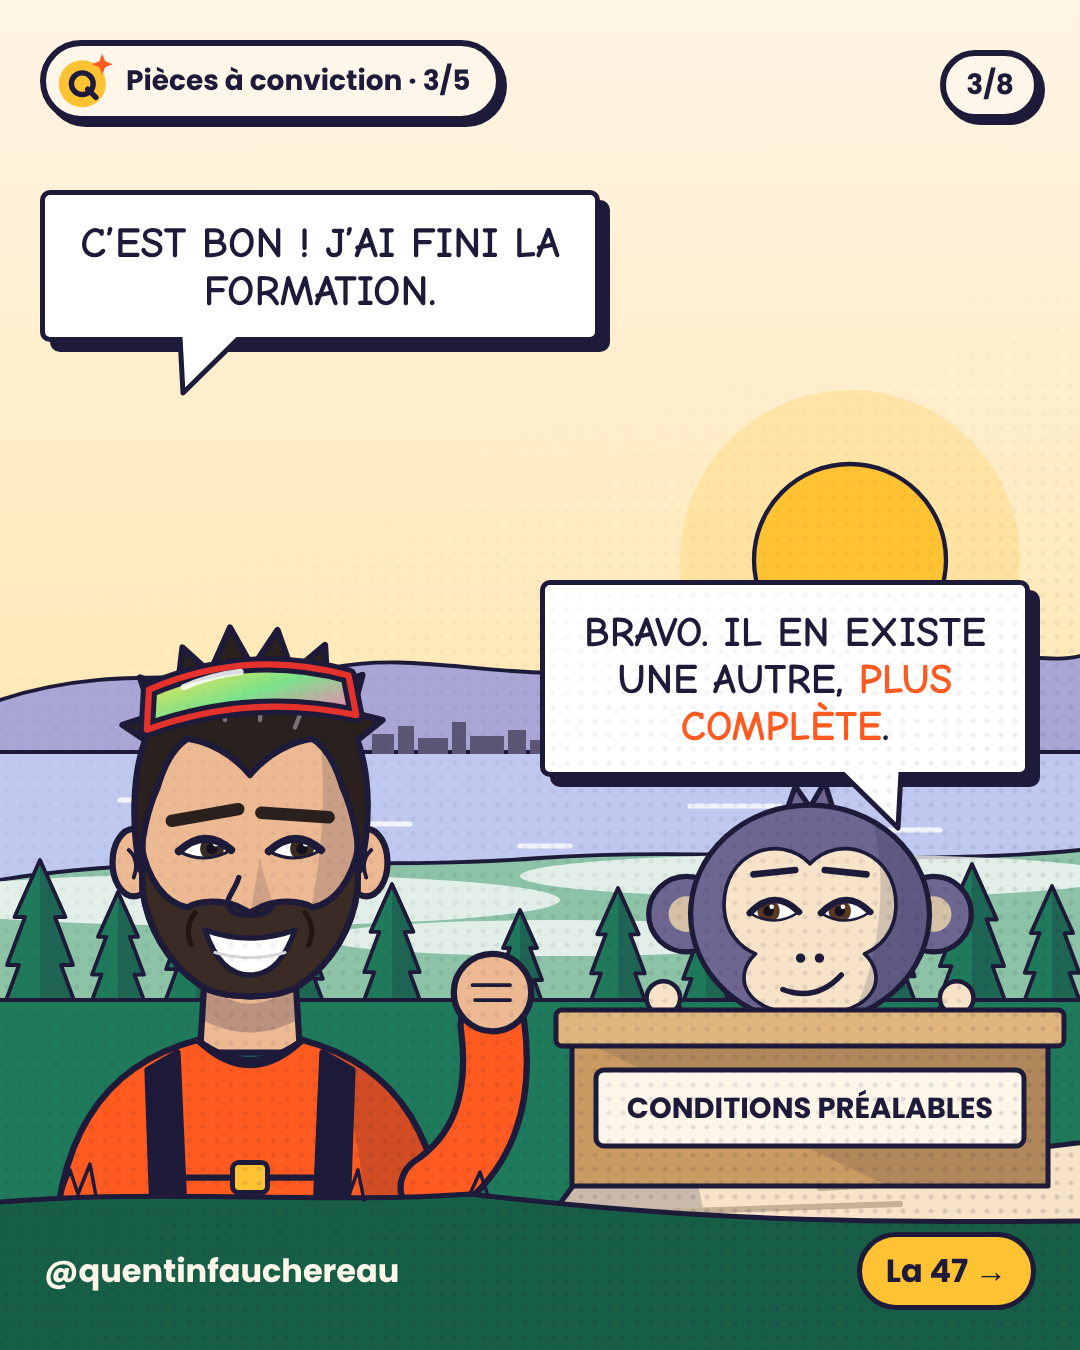 Q
Pièces à conviction · 3/5
3/8
C'EST BON ! J'AI FINI LA
FORMATION.
BRAVO. IL EN EXISTE
UNE AUTRE, PLUS
COMPLÈTE.
CONDITIONS PRÉALABLES
@quentinfauchereau
La 47 →